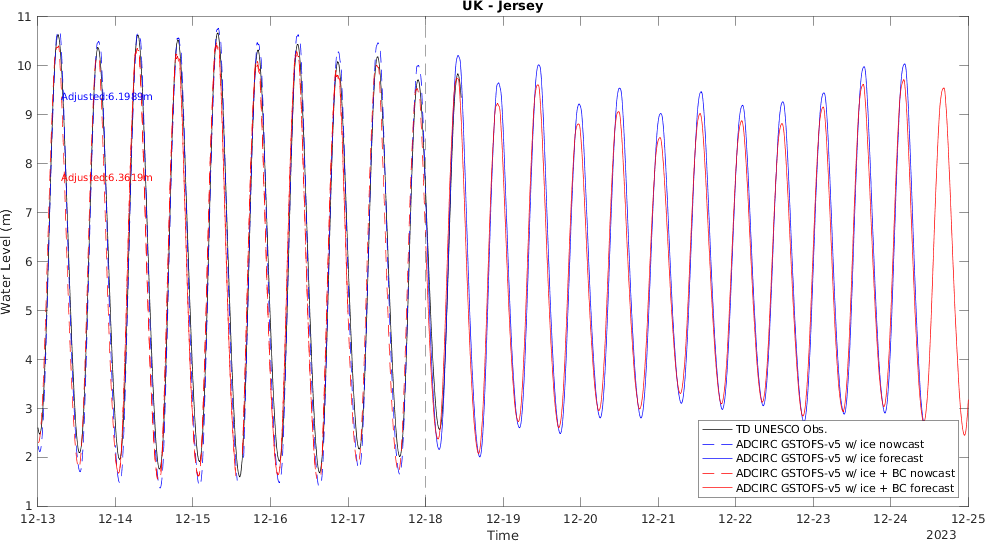 UK - Jersey
11
10
9
8
7
6
5
4
3
2
1
Water Level (m)
Adjusted:6.1989m
Adjusted:6.3619m
TD UNESCO Obs.
ADCIRC GSTOFS-v5 w/ ice nowcast
ADCIRC GSTOFS-v5 w/ ice forecast
ADCIRC GSTOFS-v5 w/ ice + BC nowcast
ADCIRC GSTOFS-v5 w/ ice + BC forecast
12-13 12-14 12-15 12-16 12-17 12-18 12-19 12-20 12-21 12-22 12-23 12-24 12-25
Time
2023